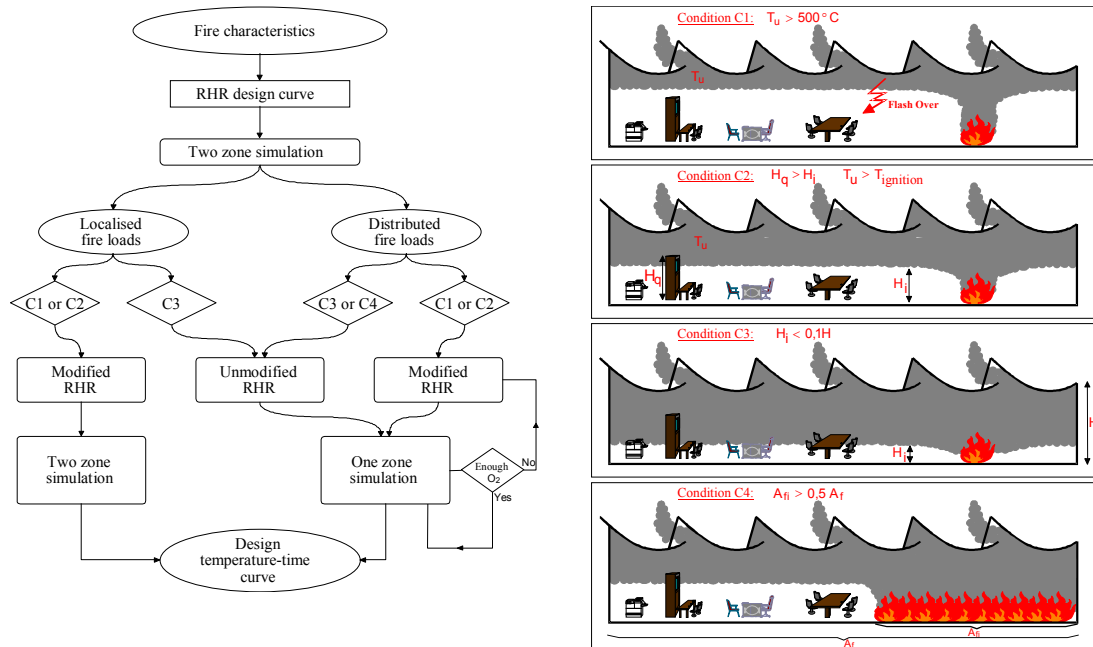 Fire characteristics
RHR design curve
Two zone simulation
Localised
fire loads
Distributed
fire loads
C1 or C2
C3
C3 or C4
C1 or C2
Modified
RHR
Unmodified
RHR
Modified
RHR
Two zone
simulation
One zone
simulation
Enough
O2
No
Yes
Design
temperature-time
curve
Condition C1: Tu > 500°C
Tu
Flash Over
Condition C2: Hq > Hi Tu > Tignition
Tu
Hq
Hi
Condition C3: Hi < 0,1H
H
Hi
Condition C4: Afi > 0,5 Af
Afi
Af